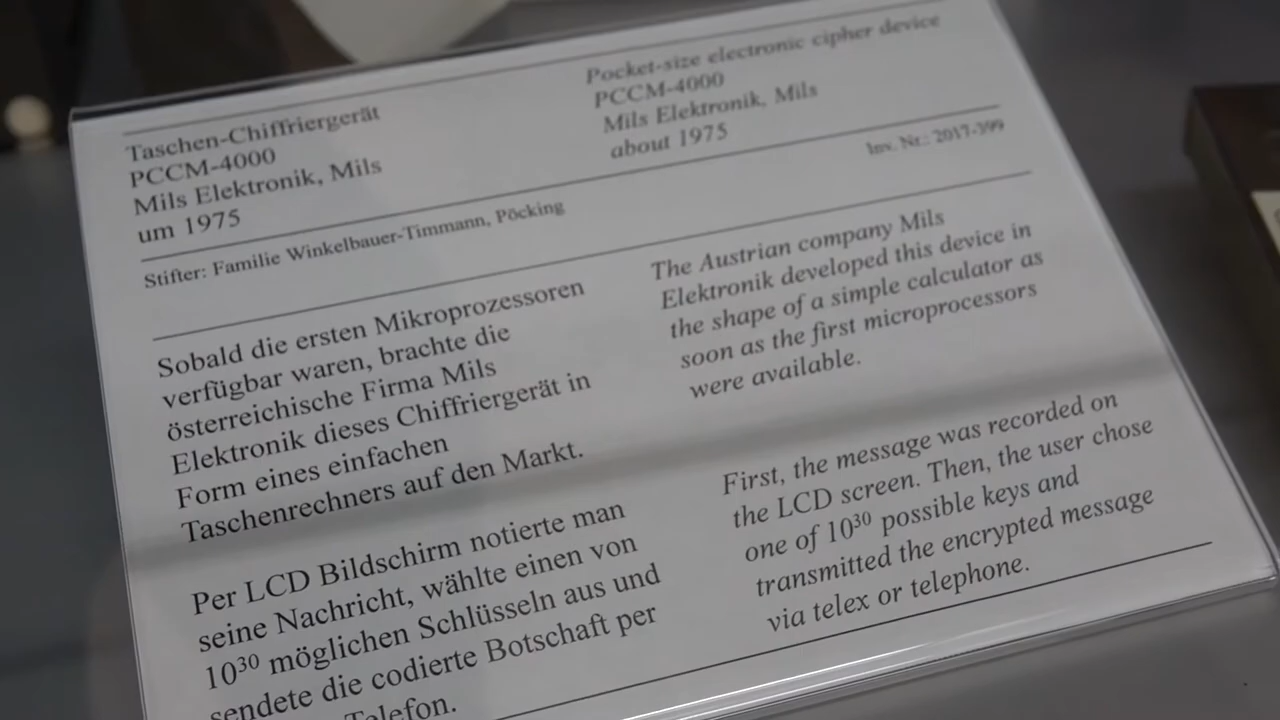 Taschen-Chiffriergerät
PCCM-4000
Mils Elektronik, Mils
um 1975
Pocket-size electronic cipher device
PCCM-4000
Mils Elektronik, Mils
about 1975
Stifter: Familie Winkelbauer-Timmann, Pöcking
Inv. Nr.: 2017-399
Sobald die ersten Mikroprozessoren
verfügbar waren, brachte die
österreichische Firma Mils
Elektronik dieses Chiffriergerät in
Form eines einfachen
Taschenrechners auf den Markt.
Per LCD Bildschirm notierte man
seine Nachricht, wählte einen von
10³⁰ möglichen Schlüsseln aus und
sendete die codierte Botschaft per
Telefon.
The Austrian company Mils
Elektronik developed this device in
the shape of a simple calculator as
soon as the first microprocessors
were available.
First, the message was recorded on
the LCD screen. Then, the user chose
one of 10³⁰ possible keys and
transmitted the encrypted message
via telex or telephone.